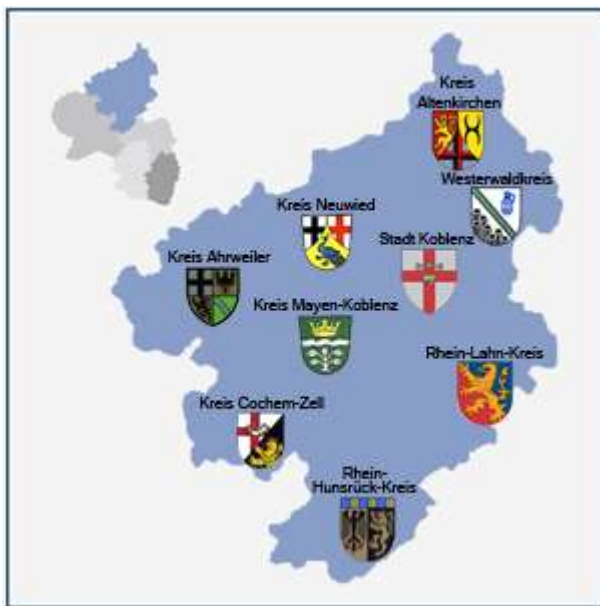 Kreis
Altenkirchen
Westerwaldkreis
Kreis Neuwied
Stadt Koblenz
Kreis Ahrweiler
Kreis Mayen-Koblenz
Rhein-Lahn-Kreis
Kreis Cochem-Zell
Rhein-
Hunsrück-Kreis